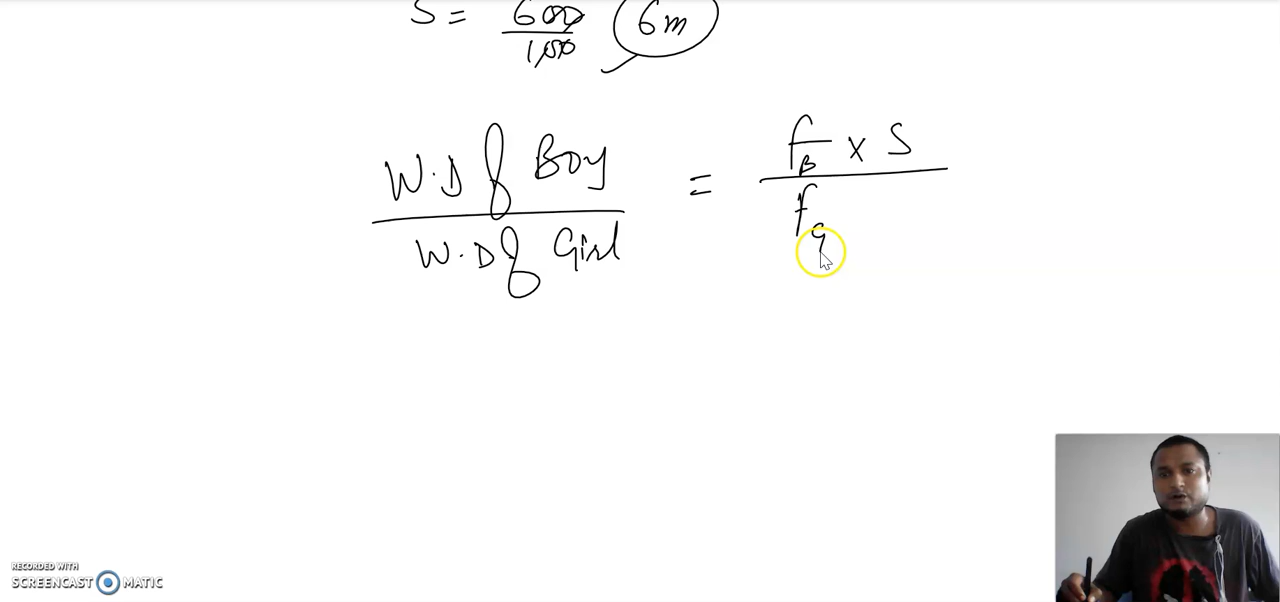 S = 600/100 6m
W.D of Boy / W.D of Girl = f_B × S / f_g
RECORDED WITH
SCREENCAST MATIC